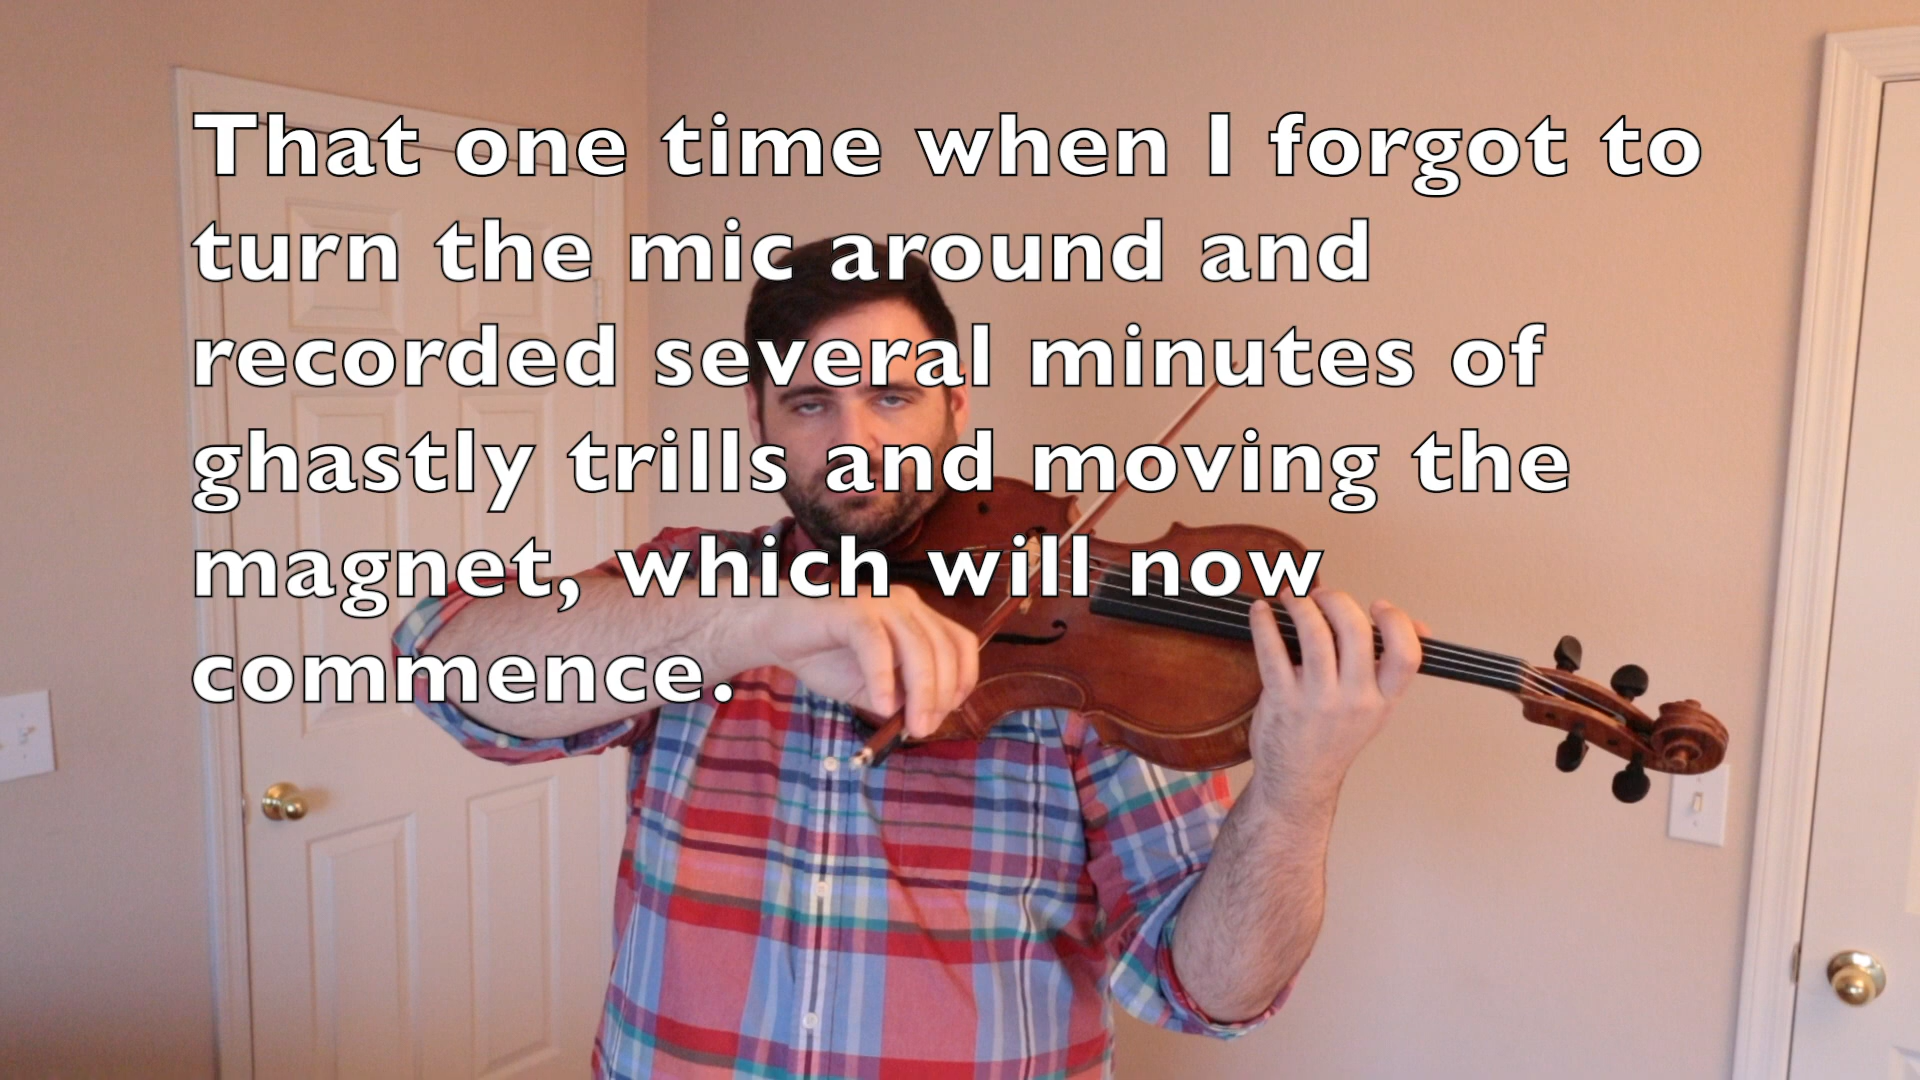 That one time when I forgot to
turn the mic around and
recorded several minutes of
ghastly trills and moving the
magnet, which will now
commence.